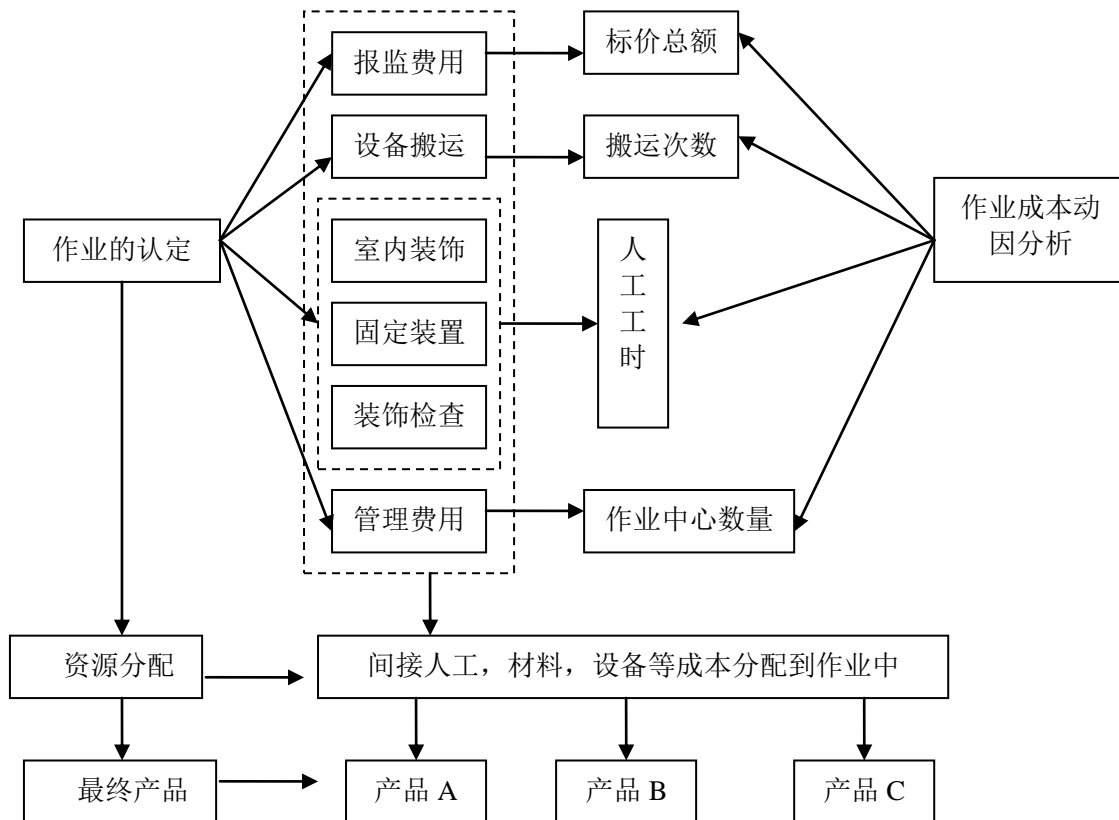 报监费用
标价总额
设备搬运
搬运次数
作业的认定
室内装饰
固定装置
装饰检查
人
工
工
时
作业成本动
因分析
管理费用
作业中心数量
资源分配
间接人工，材料，设备等成本分配到作业中
最终产品
产品 A
产品 B
产品 C